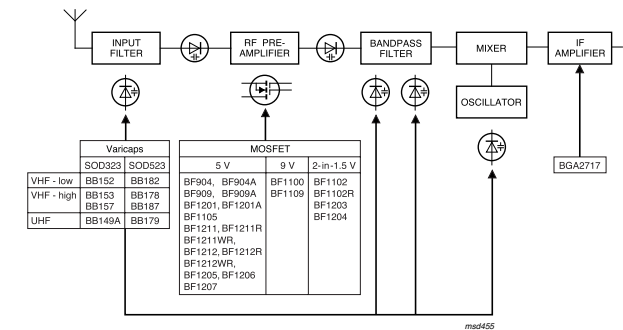 INPUT
FILTER
RF PRE-
AMPLIFIER
BANDPASS
FILTER
MIXER
IF
AMPLIFIER
OSCILLATOR
BGA2717
Varicaps
SOD323 SOD523
VHF - low BB152 BB182
VHF - high BB153 BB178
BB157 BB187
UHF BB149A BB179
MOSFET
5 V 9 V 2-in-1.5 V
BF904, BF904A BF1100 BF1102
BF909, BF909A BF1109 BF1102R
BF1201, BF1201A BF1203
BF1105 BF1204
BF1211, BF1211R
BF1211WR,
BF1212, BF1212R
BF1212WR,
BF1205, BF1206
BF1207
msd455